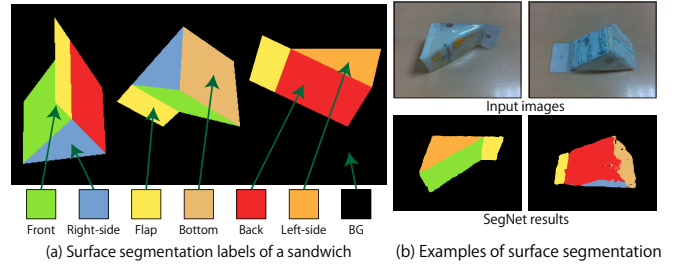 Front Right-side Flap Bottom Back Left-side BG
(a) Surface segmentation labels of a sandwich
Input images
SegNet results
(b) Examples of surface segmentation